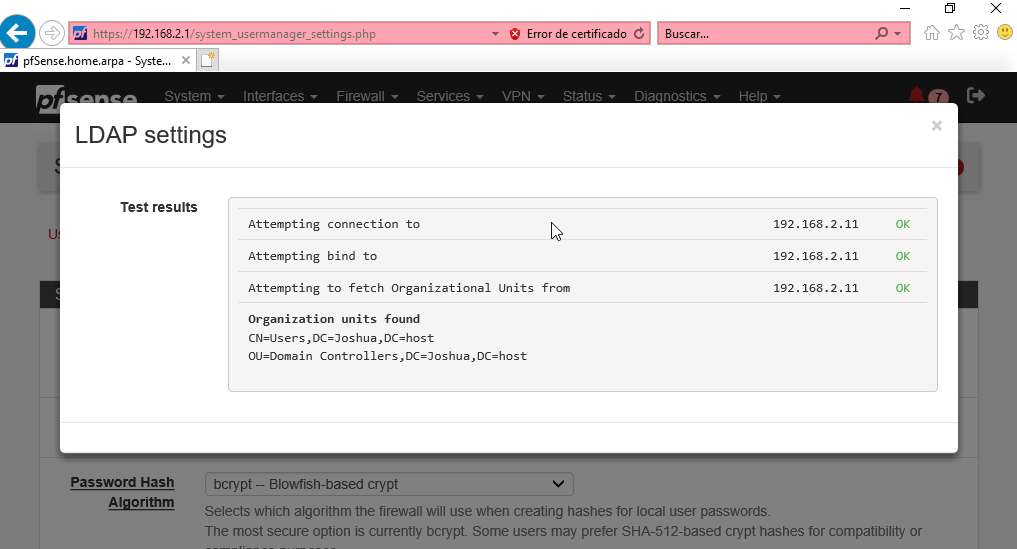 https://192.168.2.1/system_usermanager_settings.php
Error de certificado
Buscar...
pfSense.home.arpa - Syste...
pfsense
System
Interfaces
Firewall
Services
VPN
Status
Diagnostics
Help
7
LDAP settings
×
Test results
Attempting connection to 192.168.2.11 OK
Attempting bind to 192.168.2.11 OK
Attempting to fetch Organizational Units from 192.168.2.11 OK
Organization units found
CN=Users,DC=Joshua,DC=host
OU=Domain Controllers,DC=Joshua,DC=host
Password Hash
Algorithm
bcrypt -- Blowfish-based crypt
Selects which algorithm the firewall will use when creating hashes for local user passwords.
The most secure option is currently bcrypt. Some users may prefer SHA-512-based crypt hashes for compatibility or